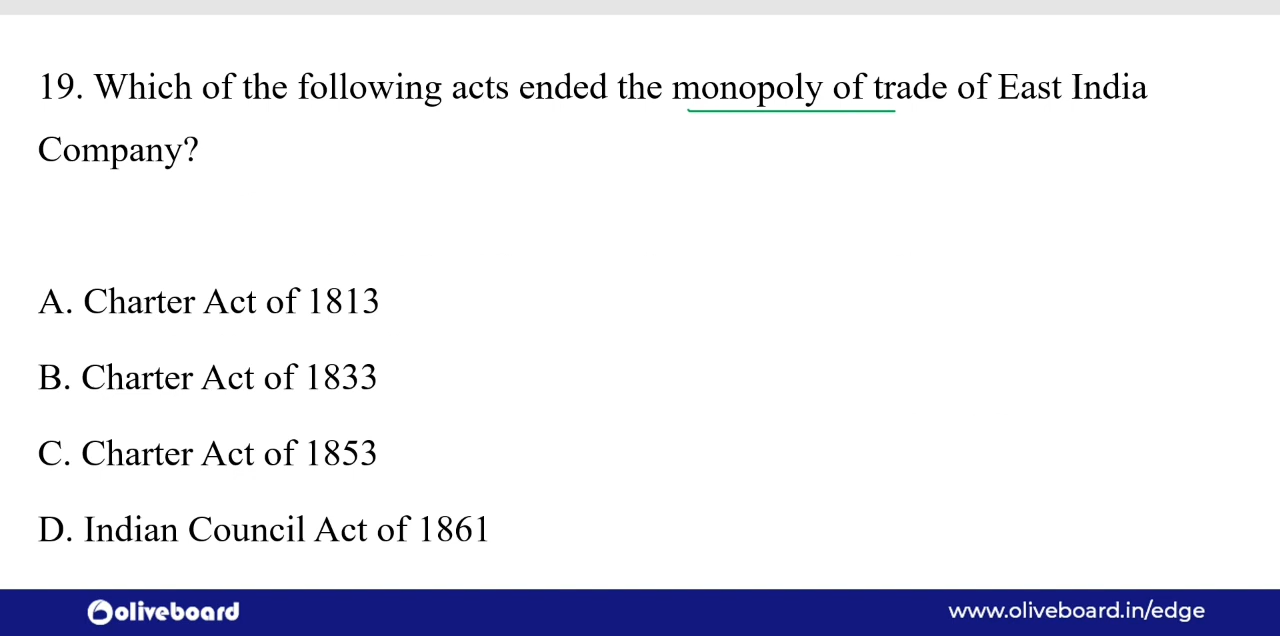 19. Which of the following acts ended the monopoly of trade of East India
Company?
A. Charter Act of 1813
B. Charter Act of 1833
C. Charter Act of 1853
D. Indian Council Act of 1861
oliveboard
www.oliveboard.in/edge